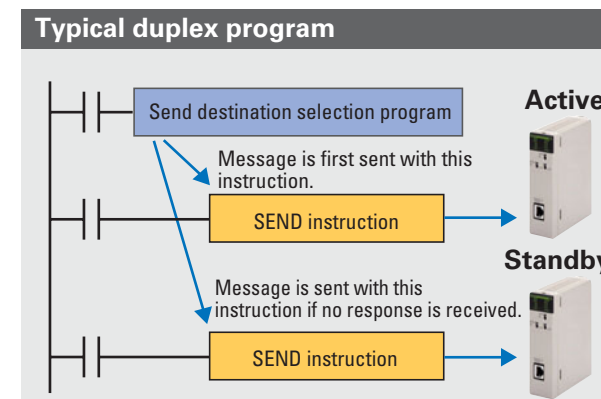 Typical duplex program
Active
Send destination selection program
Message is first sent with this
instruction.
SEND instruction
Standby
Message is sent with this
instruction if no response is received.
SEND instruction